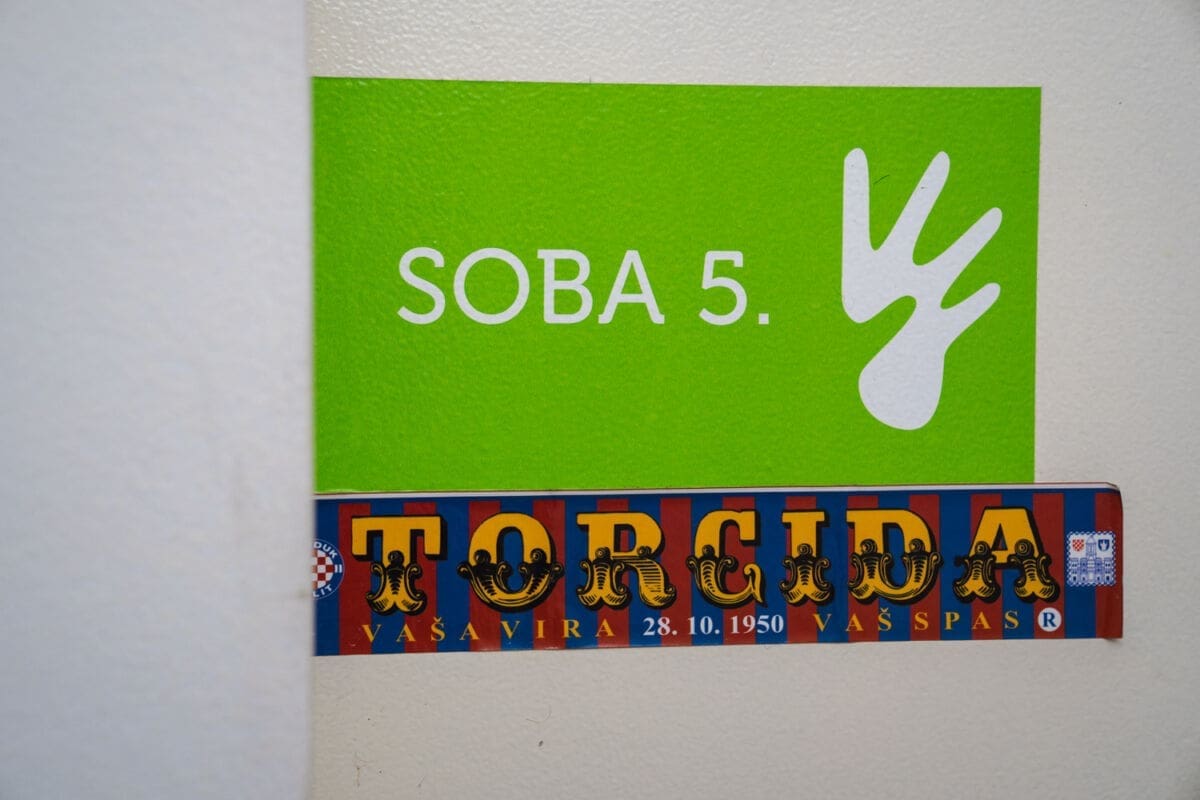 SOBA 5.
TORCIDA
VAŠA VIRA 28. 10. 1950 VAŠ SPAS ®